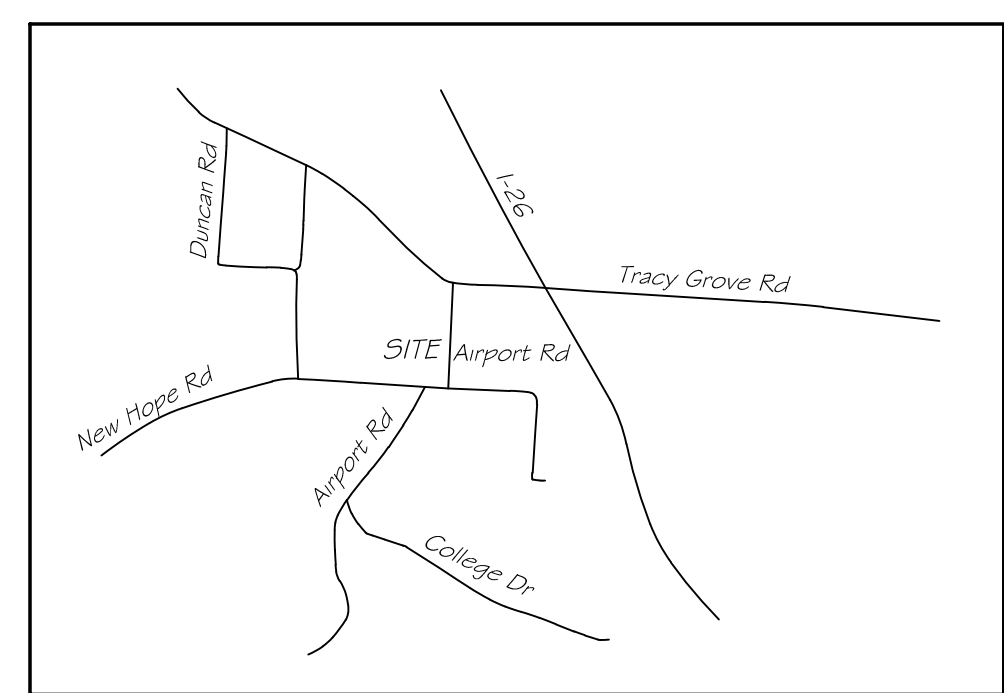 Duncan Rd
I-26
Tracy Grove Rd
SITE
Airport Rd
New Hope Rd
Airport Rd
College Dr